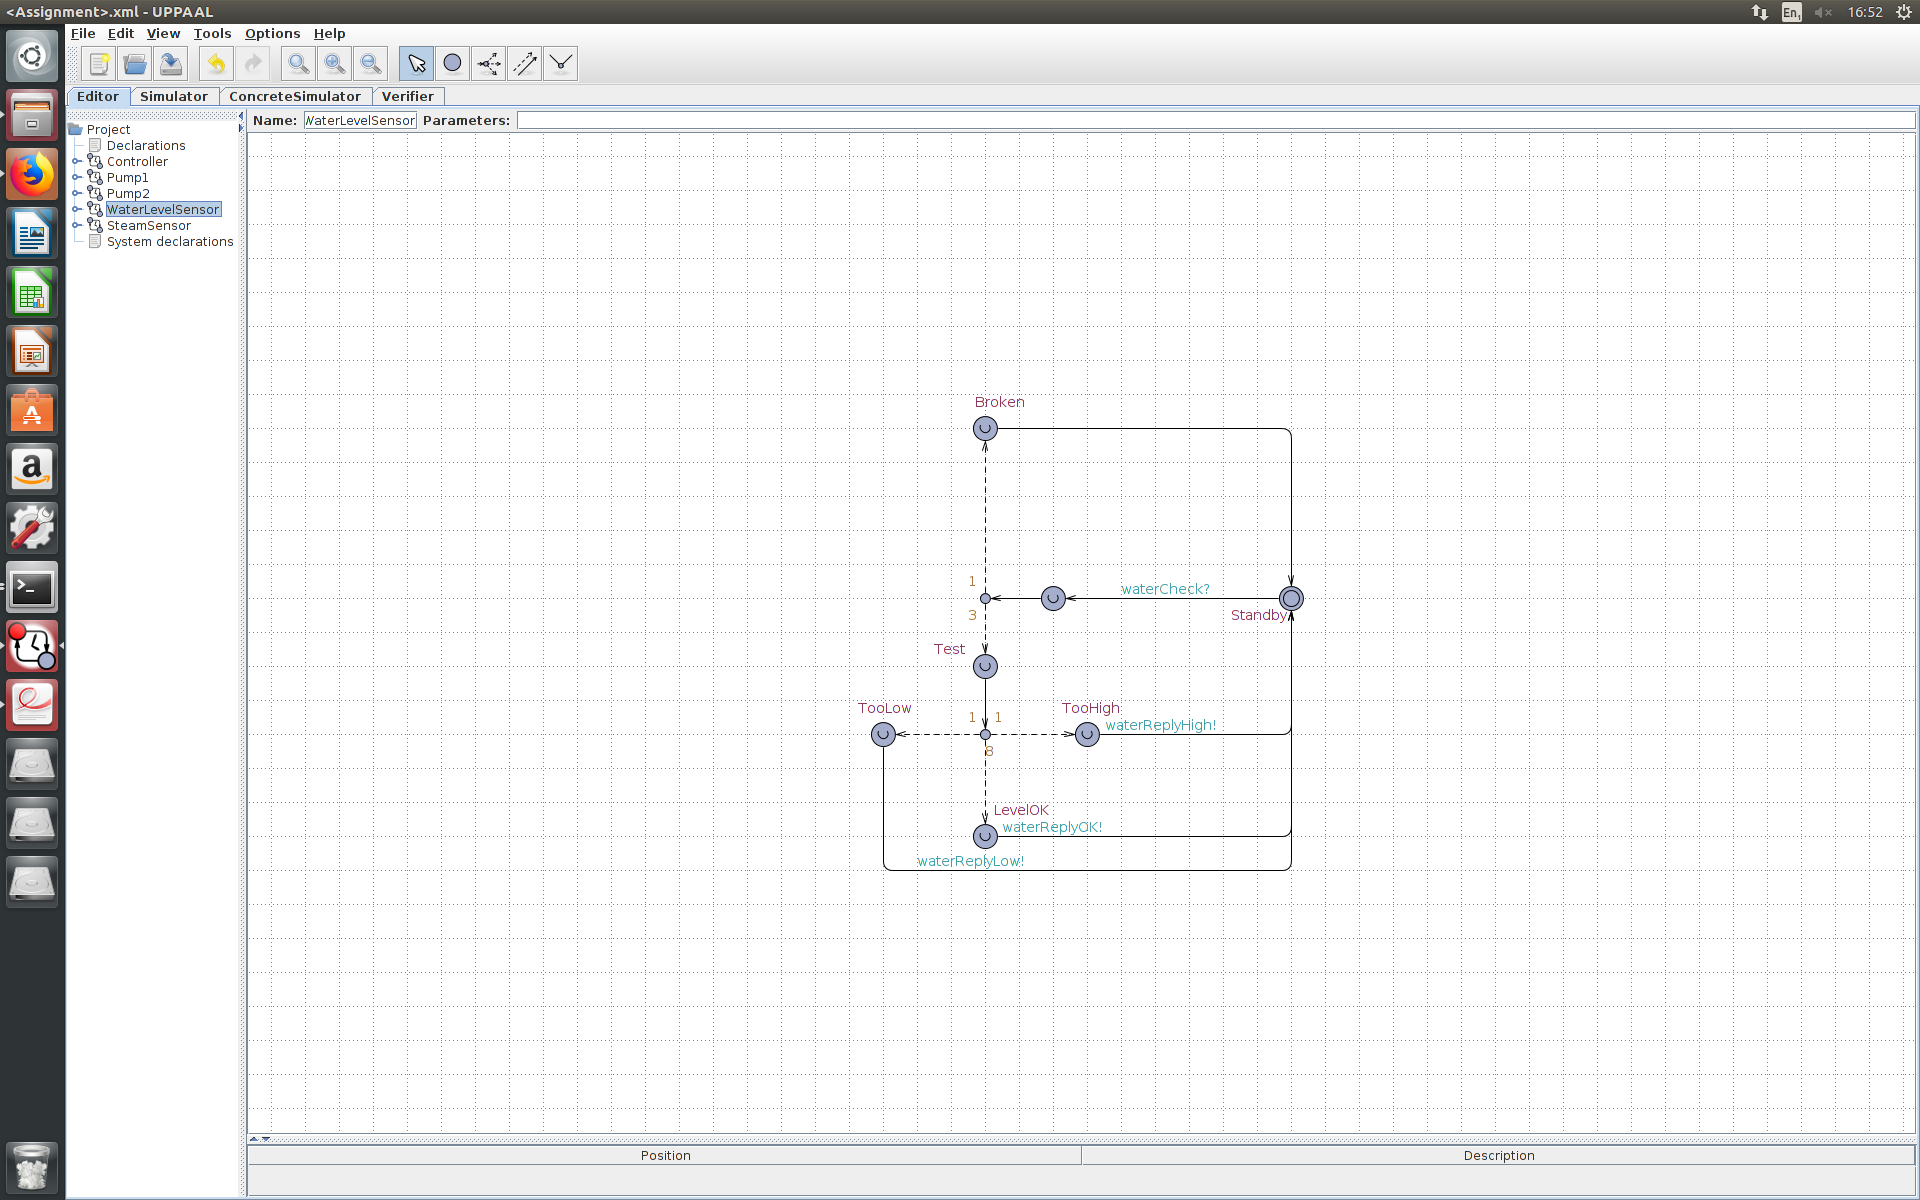 <Assignment>.xml - UPPAAL
En1 16:52
File Edit View Tools Options Help
Editor Simulator ConcreteSimulator Verifier
Name: WaterLevelSensor Parameters:
Project
Declarations
Controller
Pump1
Pump2
WaterLevelSensor
SteamSensor
System declarations
Broken
1
waterCheck?
3
Standby
Test
TooLow
1 1
TooHigh
waterReplyHigh!
8
LevelOK
waterReplyOK!
waterReplyLow!
Position Description